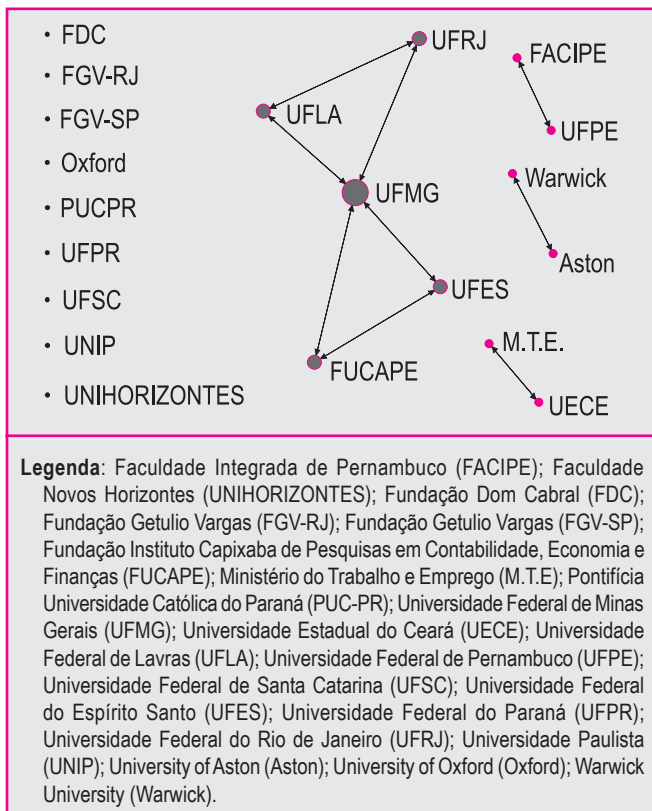 • FDC
• FGV-RJ
• FGV-SP
• Oxford
• PUCPR
• UFPR
• UFSC
• UNIP
• UNIHORIZONTES
UFRJ
UFLA
UFMG
UFES
FUCAPE
FACIPE
UFPE
Warwick
Aston
M.T.E.
UECE
Legenda: Faculdade Integrada de Pernambuco (FACIPE); Faculdade
Novos Horizontes (UNIHORIZONTES); Fundação Dom Cabral (FDC);
Fundação Getulio Vargas (FGV-RJ); Fundação Getulio Vargas (FGV-SP);
Fundação Instituto Capixaba de Pesquisas em Contabilidade, Economia e
Finanças (FUCAPE); Ministério do Trabalho e Emprego (M.T.E); Pontifícia
Universidade Católica do Paraná (PUC-PR); Universidade Federal de Minas
Gerais (UFMG); Universidade Estadual do Ceará (UECE); Universidade
Federal de Lavras (UFLA); Universidade Federal de Pernambuco (UFPE);
Universidade Federal de Santa Catarina (UFSC); Universidade Federal
do Espírito Santo (UFES); Universidade Federal do Paraná (UFPR);
Universidade Federal do Rio de Janeiro (UFRJ); Universidade Paulista
(UNIP); University of Aston (Aston); University of Oxford (Oxford); Warwick
University (Warwick).